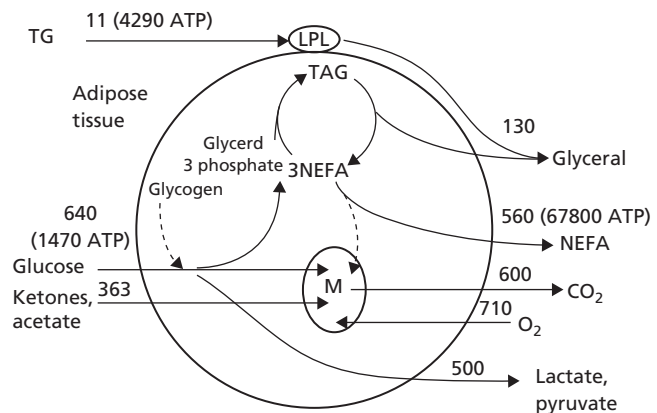 11 (4290 ATP)
TG
LPL
TAG
Adipose
tissue
130
Glycerd
3 phosphate
3NEFA
Glyceral
Glycogen
640
(1470 ATP)
560 (67800 ATP)
NEFA
Glucose
600
M
CO₂
Ketones,
acetate
363
710
O₂
500
Lactate,
pyruvate